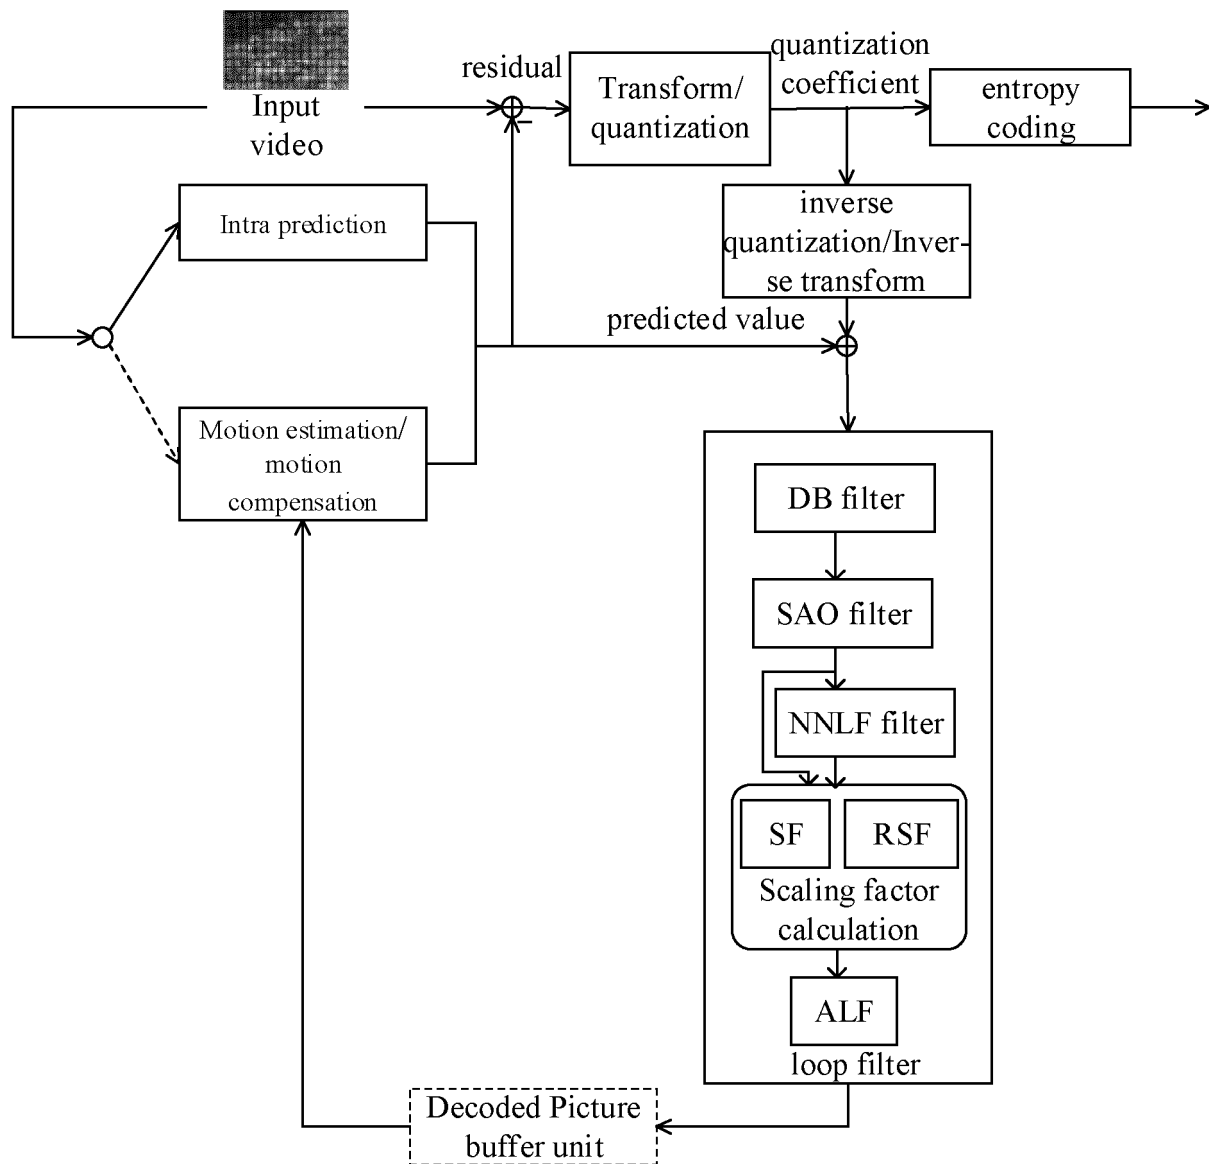 Input
video
residual
Transform/
quantization
quantization
coefficient
entropy
coding
Intra prediction
inverse
quantization/Inver-
se transform
predicted value
Motion estimation/
motion
compensation
DB filter
SAO filter
NNLF filter
SF
RSF
Scaling factor
calculation
ALF
loop filter
Decoded Picture
buffer unit